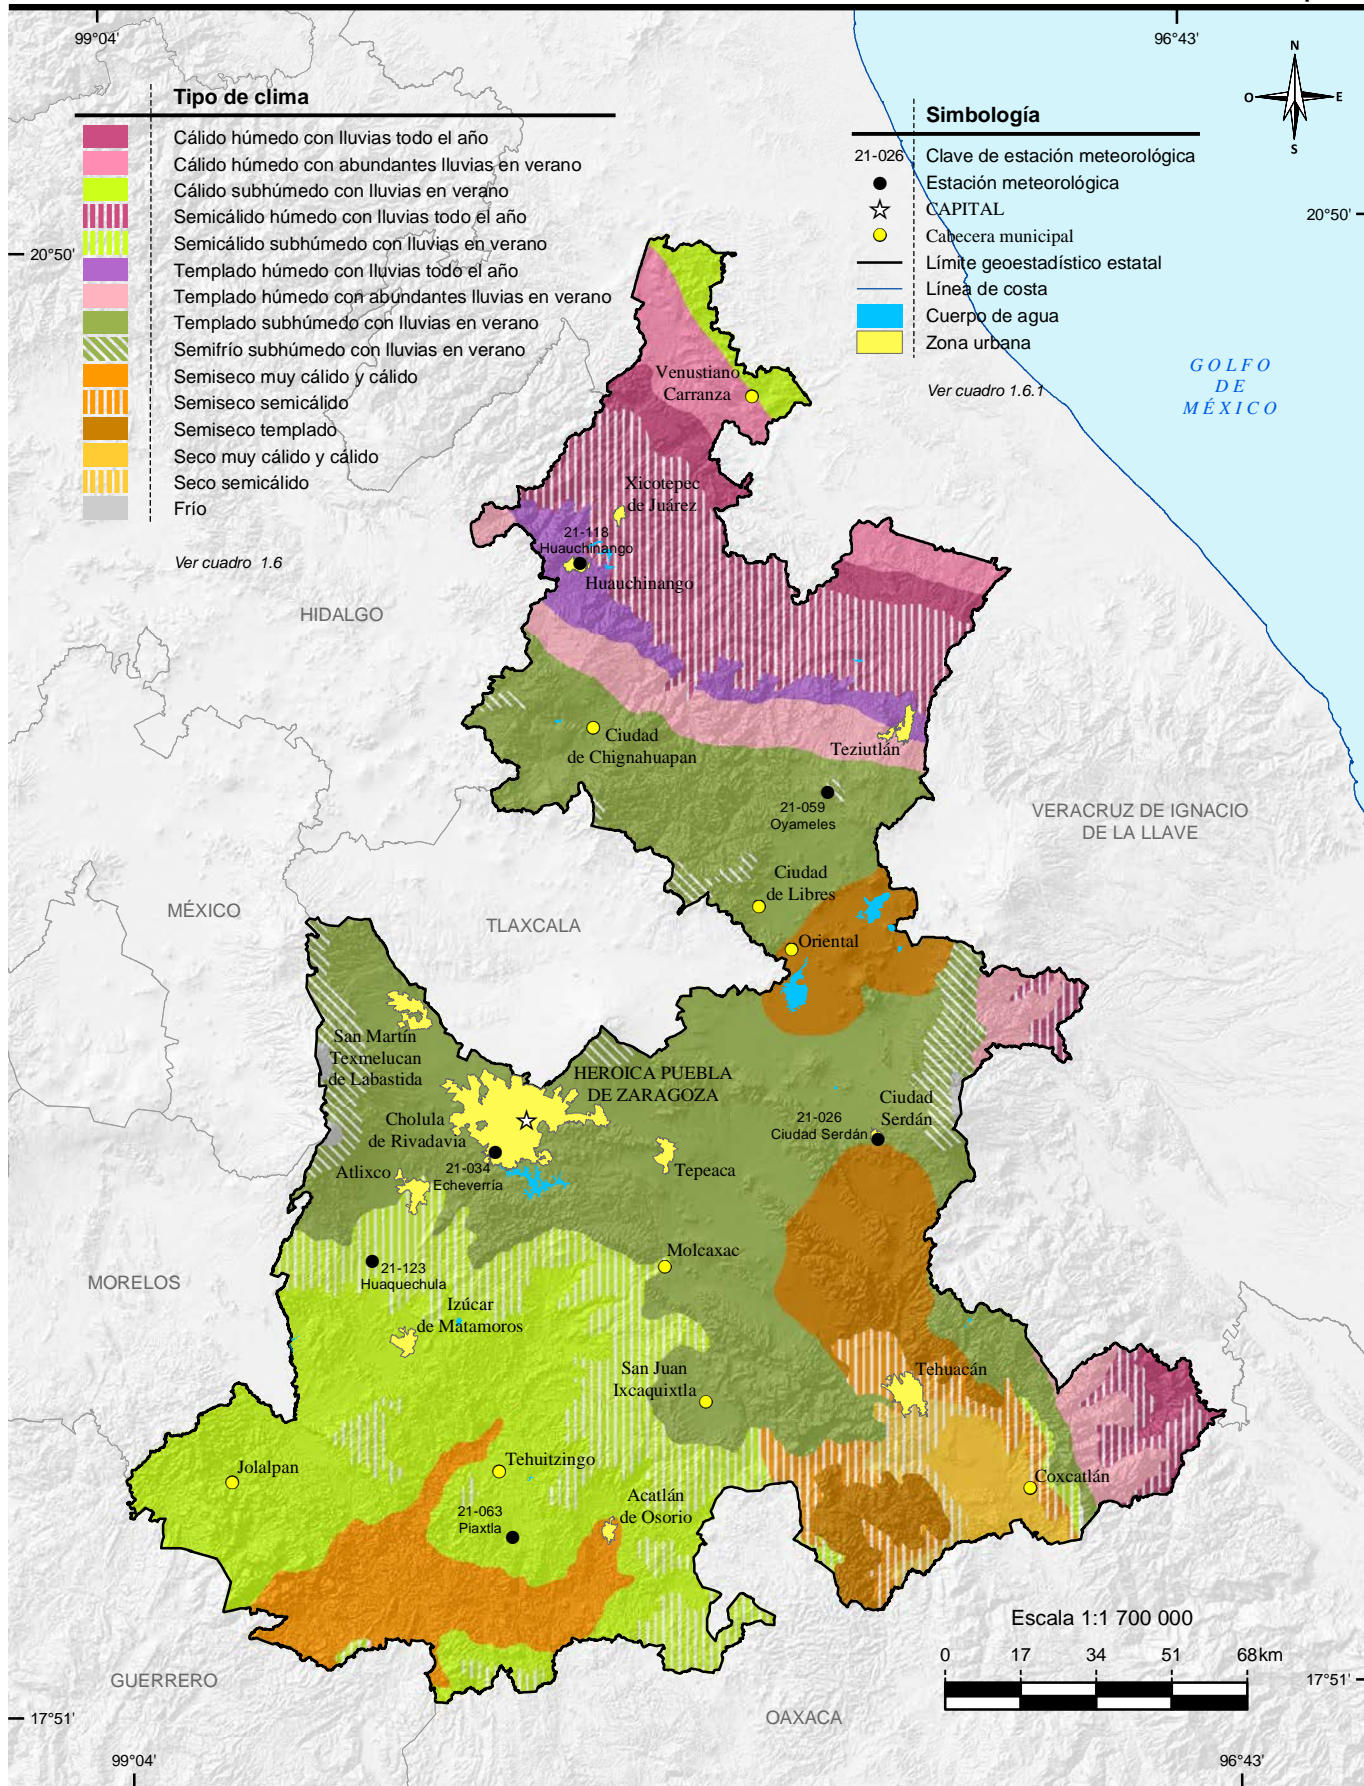 99°04'
96°43'
N
O
E
S
Tipo de clima
Cálido húmedo con lluvias todo el año
Cálido húmedo con abundantes lluvias en verano
Cálido subhúmedo con lluvias en verano
Semicálido húmedo con lluvias todo el año
Semicálido subhúmedo con lluvias en verano
Templado húmedo con lluvias todo el año
Templado húmedo con abundantes lluvias en verano
Templado subhúmedo con lluvias en verano
Semifrío subhúmedo con lluvias en verano
Semiseco muy cálido y cálido
Semiseco semicálido
Semiseco templado
Seco muy cálido y cálido
Seco semicálido
Frío
Ver cuadro 1.6
Simbología
21-026 Clave de estación meteorológica
Estación meteorológica
CAPITAL
Cabecera municipal
Límite geoestadístico estatal
Línea de costa
Cuerpo de agua
Zona urbana
Ver cuadro 1.6.1
20°50'
20°50'
GOLFO
DE
MÉXICO
Venustiano
Carranza
Xicotepec
de Juárez
21-118
Huauchinango
Huauchinango
HIDALGO
Ciudad
de Chignahuapan
Teziutlán
21-059
Oyameles
VERACRUZ DE IGNACIO
DE LA LLAVE
Ciudad
de Libres
MÉXICO
TLAXCALA
Oriental
San Martín
Texmelucan
de Labastida
HEROICA PUEBLA
DE ZARAGOZA
Cholula
de Rivadavia
Ciudad
Serdán
21-026
Ciudad Serdán
Atlixco
21-034
Echeverría
Tepeaca
Molcaxac
21-123
Huaquechula
MORELOS
Izúcar
de Matamoros
San Juan
Ixcaquixtla
Tehuacán
Jolalpan
Tehuitzingo
Coxcatlán
21-063
Piaxtla
Acatlán
de Osorio
Escala 1:1 700 000
0 17 34 51 68km
GUERRERO
OAXACA
17°51'
17°51'
99°04'
96°43'